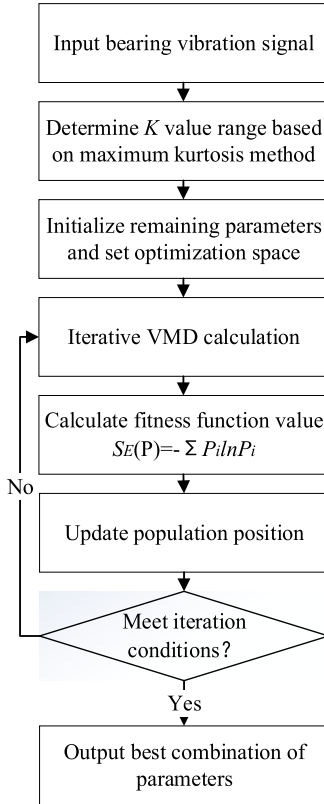 Input bearing vibration signal
Determine K value range based
on maximum kurtosis method
Initialize remaining parameters
and set optimization space
Iterative VMD calculation
Calculate fitness function value
SE(P)=- Σ PilnPi
No
Update population position
Meet iteration
conditions?
Yes
Output best combination of
parameters